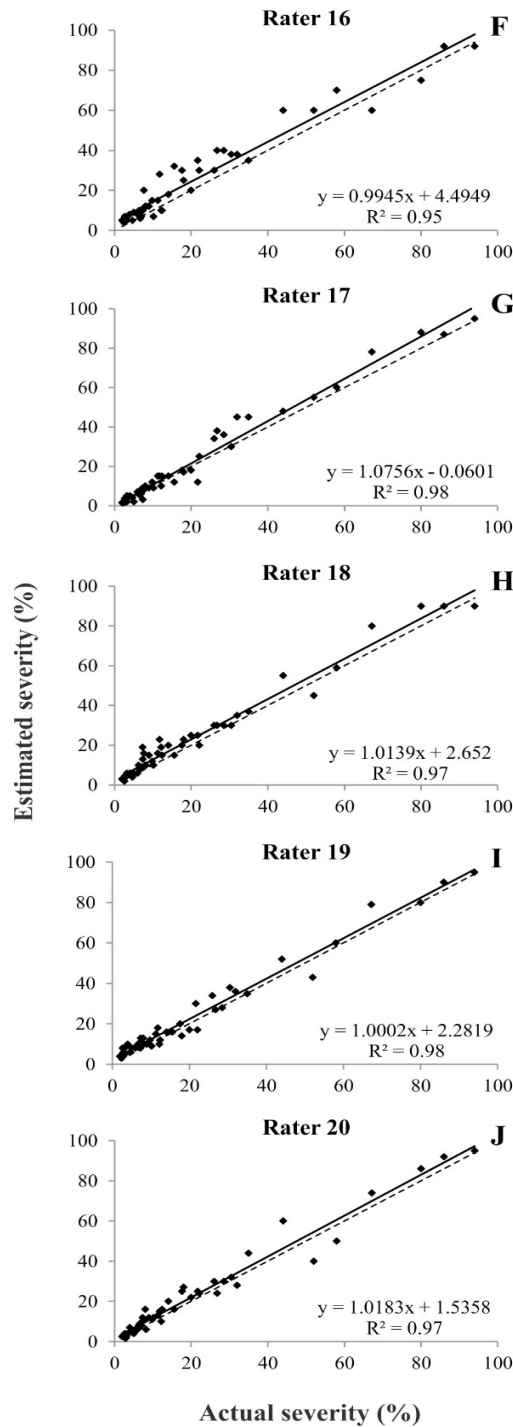 Rater 16
F
100
80
60
40
20
0
y = 0.9945x + 4.4949
R² = 0.95
0 20 40 60 80 100
Rater 17
G
100
80
60
40
20
0
y = 1.0756x - 0.0601
R² = 0.98
0 20 40 60 80 100
Rater 18
H
100
80
60
40
20
0
y = 1.0139x + 2.652
R² = 0.97
0 20 40 60 80 100
Estimated severity (%)
Rater 19
I
100
80
60
40
20
0
y = 1.0002x + 2.2819
R² = 0.98
0 20 40 60 80 100
Rater 20
J
100
80
60
40
20
0
y = 1.0183x + 1.5358
R² = 0.97
0 20 40 60 80 100
Actual severity (%)